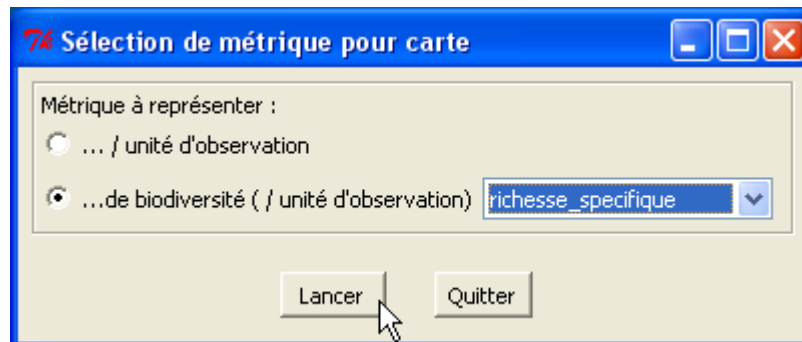 Sélection de métrique pour carte
Métrique à représenter :
... / unité d'observation
...de biodiversité ( / unité d'observation) richesse_specifique
Lancer Quitter